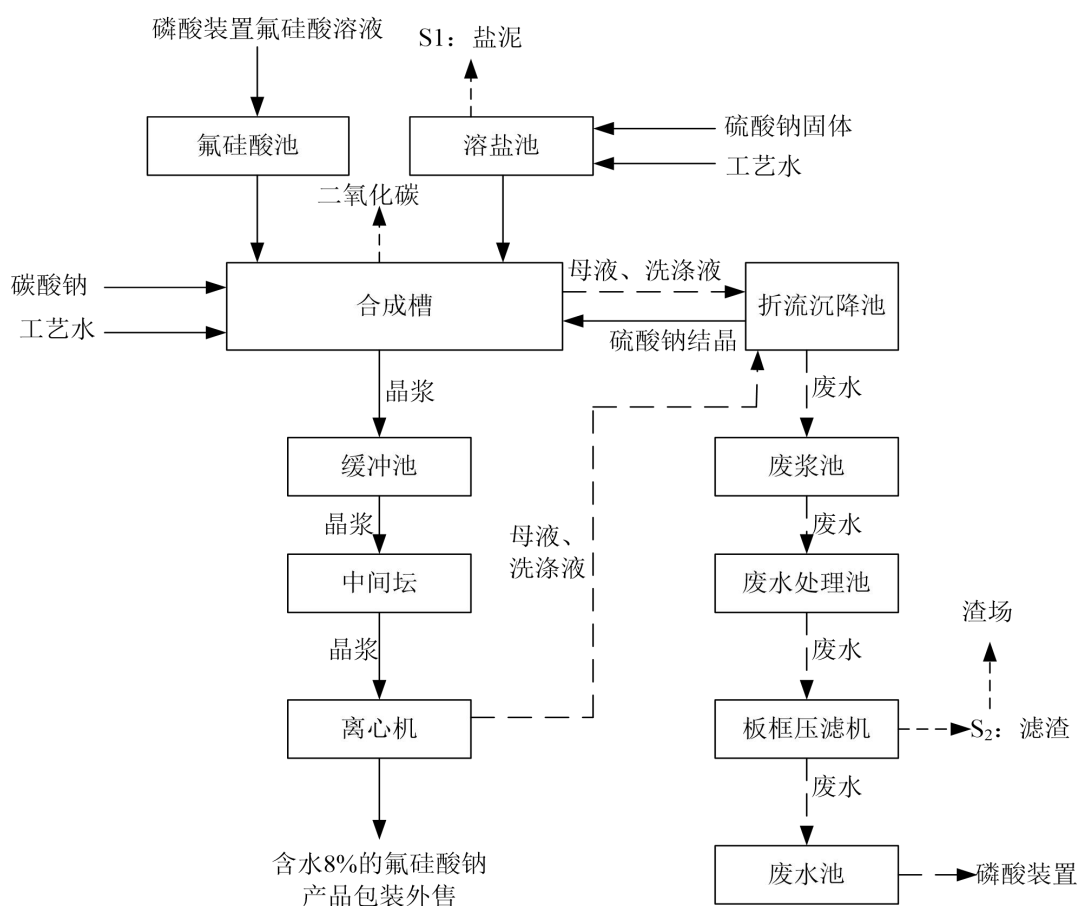 磷酸装置氟硅酸溶液
S1：盐泥
氟硅酸池
溶盐池
硫酸钠固体
工艺水
二氧化碳
碳酸钠
工艺水
合成槽
母液、洗涤液
硫酸钠结晶
折流沉降池
晶浆
废水
缓冲池
废浆池
晶浆
废水
母液、
洗涤液
中间坛
废水处理池
晶浆
废水
渣场
离心机
板框压滤机
S₂：滤渣
废水
含水8%的氟硅酸钠
产品包装外售
废水池
磷酸装置